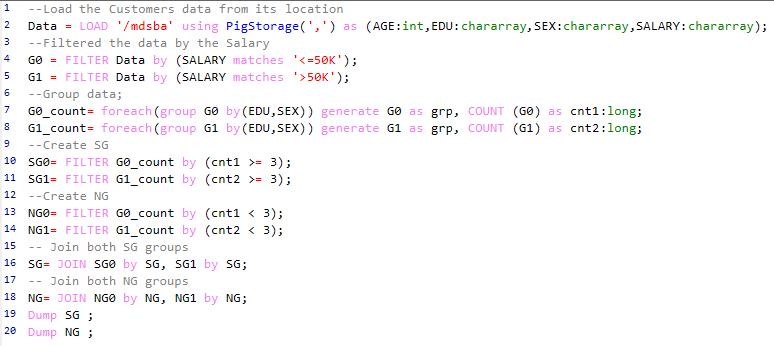 1 --Load the Customers data from its location
2 Data = LOAD '/mdsba' using PigStorage(',') as (AGE:int,EDU:chararray,SEX:chararray,SALARY:chararray);
3 --Filtered the data by the Salary
4 G0 = FILTER Data by (SALARY matches '<=50K');
5 G1 = FILTER Data by (SALARY matches '>50K');
6 --Group data;
7 G0_count= foreach(group G0 by(EDU,SEX)) generate G0 as grp, COUNT (G0) as cnt1:long;
8 G1_count= foreach(group G1 by(EDU,SEX)) generate G1 as grp, COUNT (G1) as cnt2:long;
9 --Create SG
10 SG0= FILTER G0_count by (cnt1 >= 3);
11 SG1= FILTER G1_count by (cnt2 >= 3);
12 --Create NG
13 NG0= FILTER G0_count by (cnt1 < 3);
14 NG1= FILTER G1_count by (cnt2 < 3);
15 -- Join both SG groups
16 SG= JOIN SG0 by SG, SG1 by SG;
17 -- Join both NG groups
18 NG= JOIN NG0 by NG, NG1 by NG;
19 Dump SG ;
20 Dump NG ;